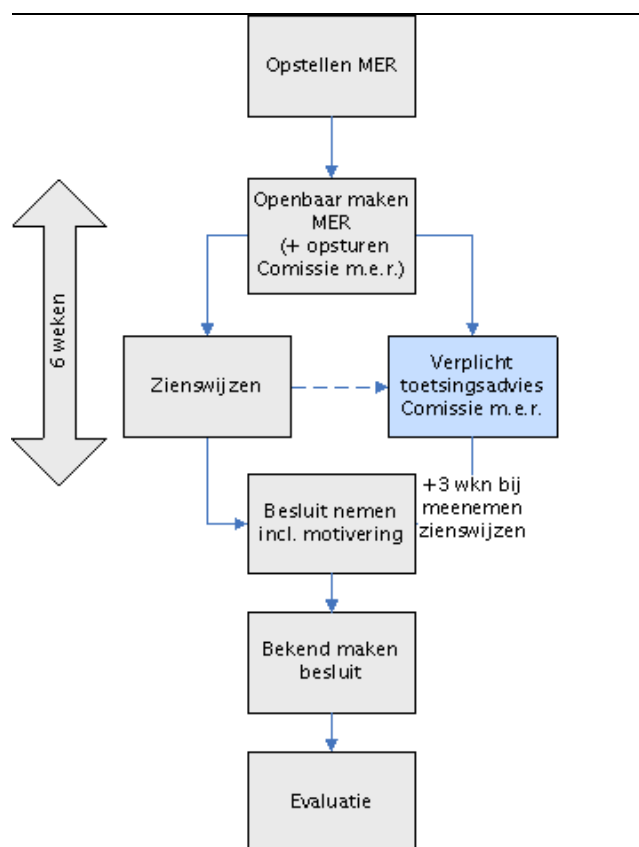 Opstellen MER
Openbaar maken
MER
(+ opsturen
Comissie m.e.r.)
6 weken
Zienswijzen
Verplicht
toetsingsadvies
Comissie m.e.r.
+3 wkn bij
meenemen
zienswijzen
Besluit nemen
incl. motivering
Bekend maken
besluit
Evaluatie